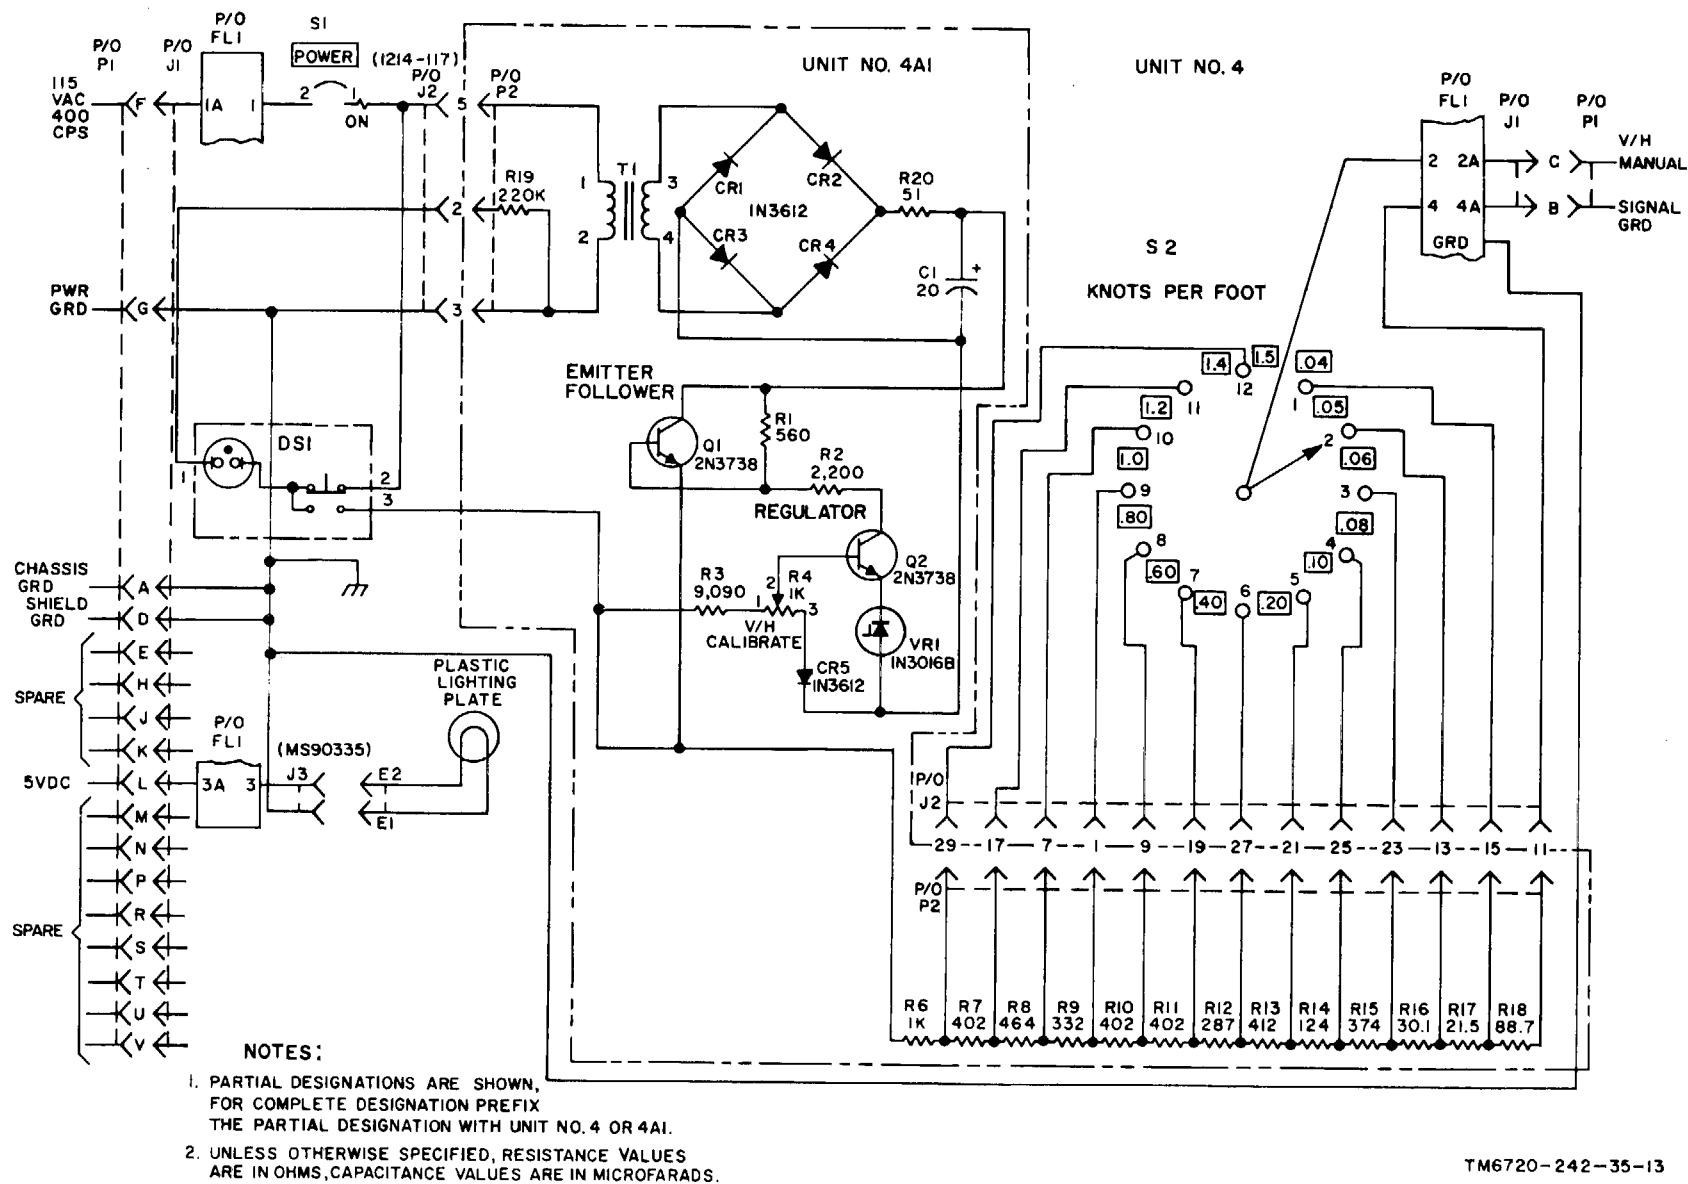 P/O
P1
P/O
J1
P/O
FL1
S1
POWER
(1214-117)
P/O
J2
P/O
P2
UNIT NO. 4A1
UNIT NO. 4
115
VAC
400
CPS
F
1A
1
2
1
ON
5
R19
220K
2
T1
1
2
3
4
CR1
CR2
1N3612
CR3
CR4
R20
51
C1
20
+
P/O
FL1
P/O
J1
P/O
P1
2
2A
C
V/H
MANUAL
4
4A
B
SIGNAL
GRD
GRD
PWR
GRD
G
3
S2
KNOTS PER FOOT
EMITTER
FOLLOWER
Q1
2N3738
R1
560
R2
2,200
REGULATOR
Q2
2N3738
R3
9,090
1
2
R4
1K
3
V/H
CALIBRATE
VR1
1N3016B
CR5
1N3612
DS1
1
2
3
1.4
1.5
.04
1.2
12
11
1
.05
10
2
1.0
.06
9
3
.80
.08
8
4
.10
.60
7
.40
6
.20
5
CHASSIS
GRD
A
SHIELD
GRD
D
SPARE
E
H
J
K
5VDC
L
P/O
FL1
3A
3
(MS90335)
J3
E2
E1
PLASTIC
LIGHTING
PLATE
SPARE
M
N
P
R
S
T
U
V
P/O
J2
29 17 7 1 9 19 27 21 25 23 13 15 11
P/O
P2
R6 R7 R8 R9 R10 R11 R12 R13 R14 R15 R16 R17 R18
1K 402 464 332 402 402 287 412 124 374 30.1 21.5 88.7
NOTES:
1. PARTIAL DESIGNATIONS ARE SHOWN,
FOR COMPLETE DESIGNATION PREFIX
THE PARTIAL DESIGNATION WITH UNIT NO. 4 OR 4A1.
2. UNLESS OTHERWISE SPECIFIED, RESISTANCE VALUES
ARE IN OHMS, CAPACITANCE VALUES ARE IN MICROFARADS.
TM6720-242-35-13